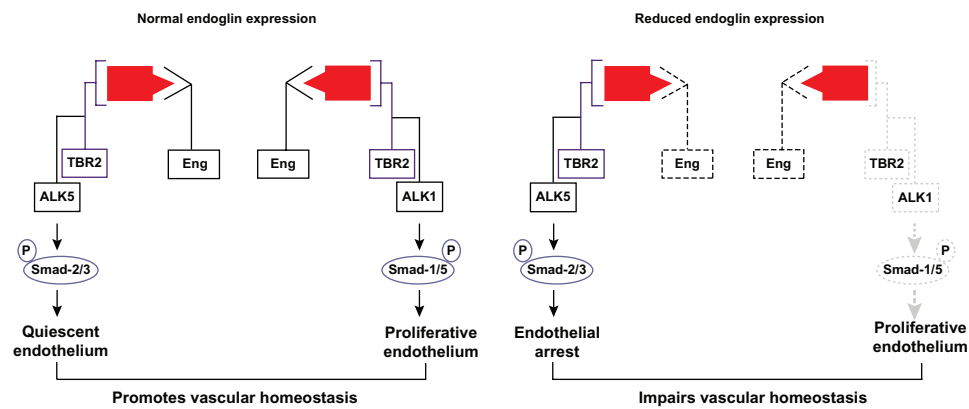 Normal endoglin expression
TBR2
Eng
Eng
TBR2
ALK5
ALK1
P
Smad-2/3
P
Smad-1/5
Quiescent
endothelium
Proliferative
endothelium
Promotes vascular homeostasis
Reduced endoglin expression
TBR2
Eng
Eng
TBR2
ALK5
ALK1
P
Smad-2/3
P
Smad-1/5
Endothelial
arrest
Proliferative
endothelium
Impairs vascular homeostasis